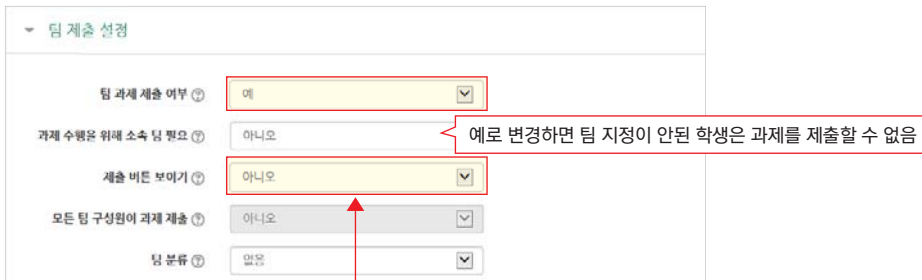 팀 제출 설정
팀 과제 제출 여부 예
과제 수행을 위해 소속 팀 필요 아니오
예로 변경하면 팀 지정이 안된 학생은 과제를 제출할 수 없음
제출 버튼 보이기 아니오
모든 팀 구성원이 과제 제출 아니오
팀 분류 없음